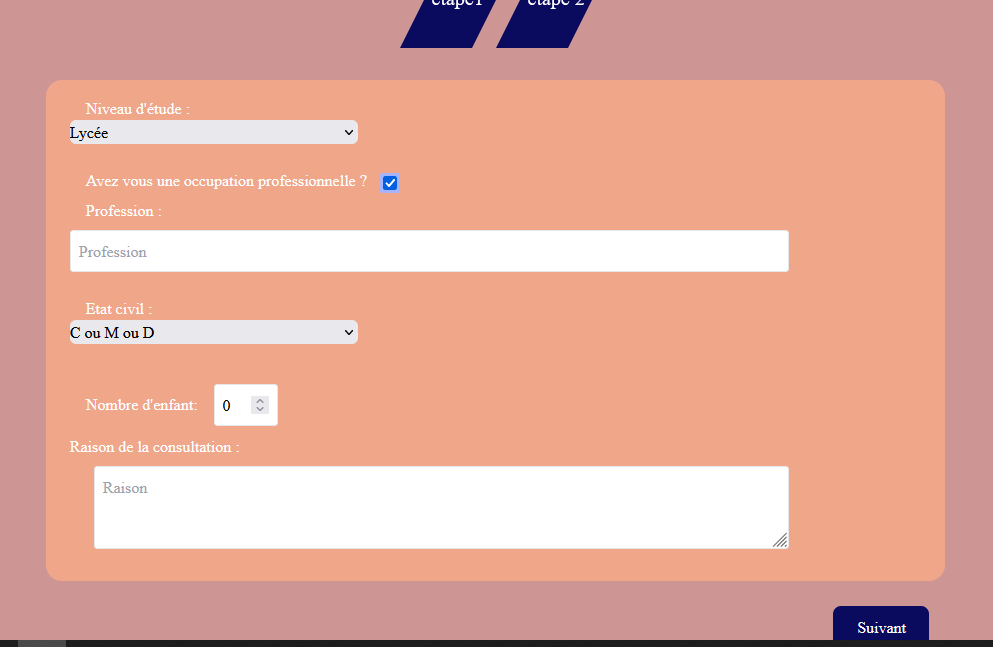 étape1 étape 2
Niveau d'étude :
Lycée
Avez vous une occupation professionnelle ?
Profession :
Profession
Etat civil :
C ou M ou D
Nombre d'enfant: 0
Raison de la consultation :
Raison
Suivant